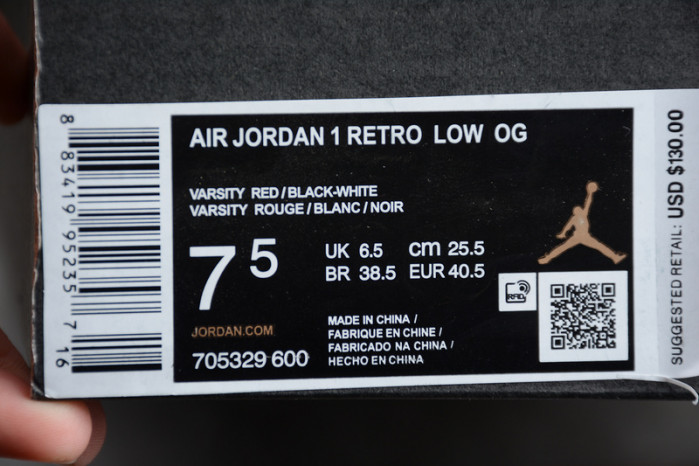 AIR JORDAN 1 RETRO LOW OG
VARSITY RED/BLACK-WHITE
VARSITY ROUGE/BLANC/NOIR
7 5
UK 6.5 cm 25.5
BR 38.5 EUR 40.5
JORDAN.COM
705329 600
MADE IN CHINA /
FABRIQUE EN CHINE /
FABRICADO NA CHINA /
HECHO EN CHINA
RFID
8 83419 95235 7 16
SUGGESTED RETAIL: USD $130.00